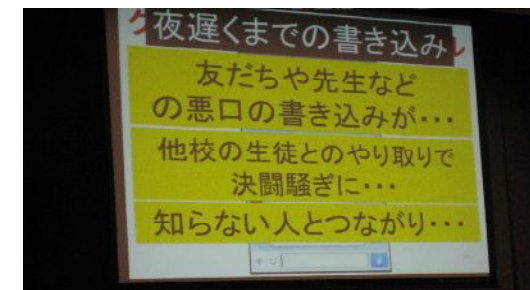 夜遅くまでの書き込み
友だちや先生など
の悪口の書き込みが･･･
他校の生徒とのやり取りで
決闘騒ぎに･･･
知らない人とつながり･･･